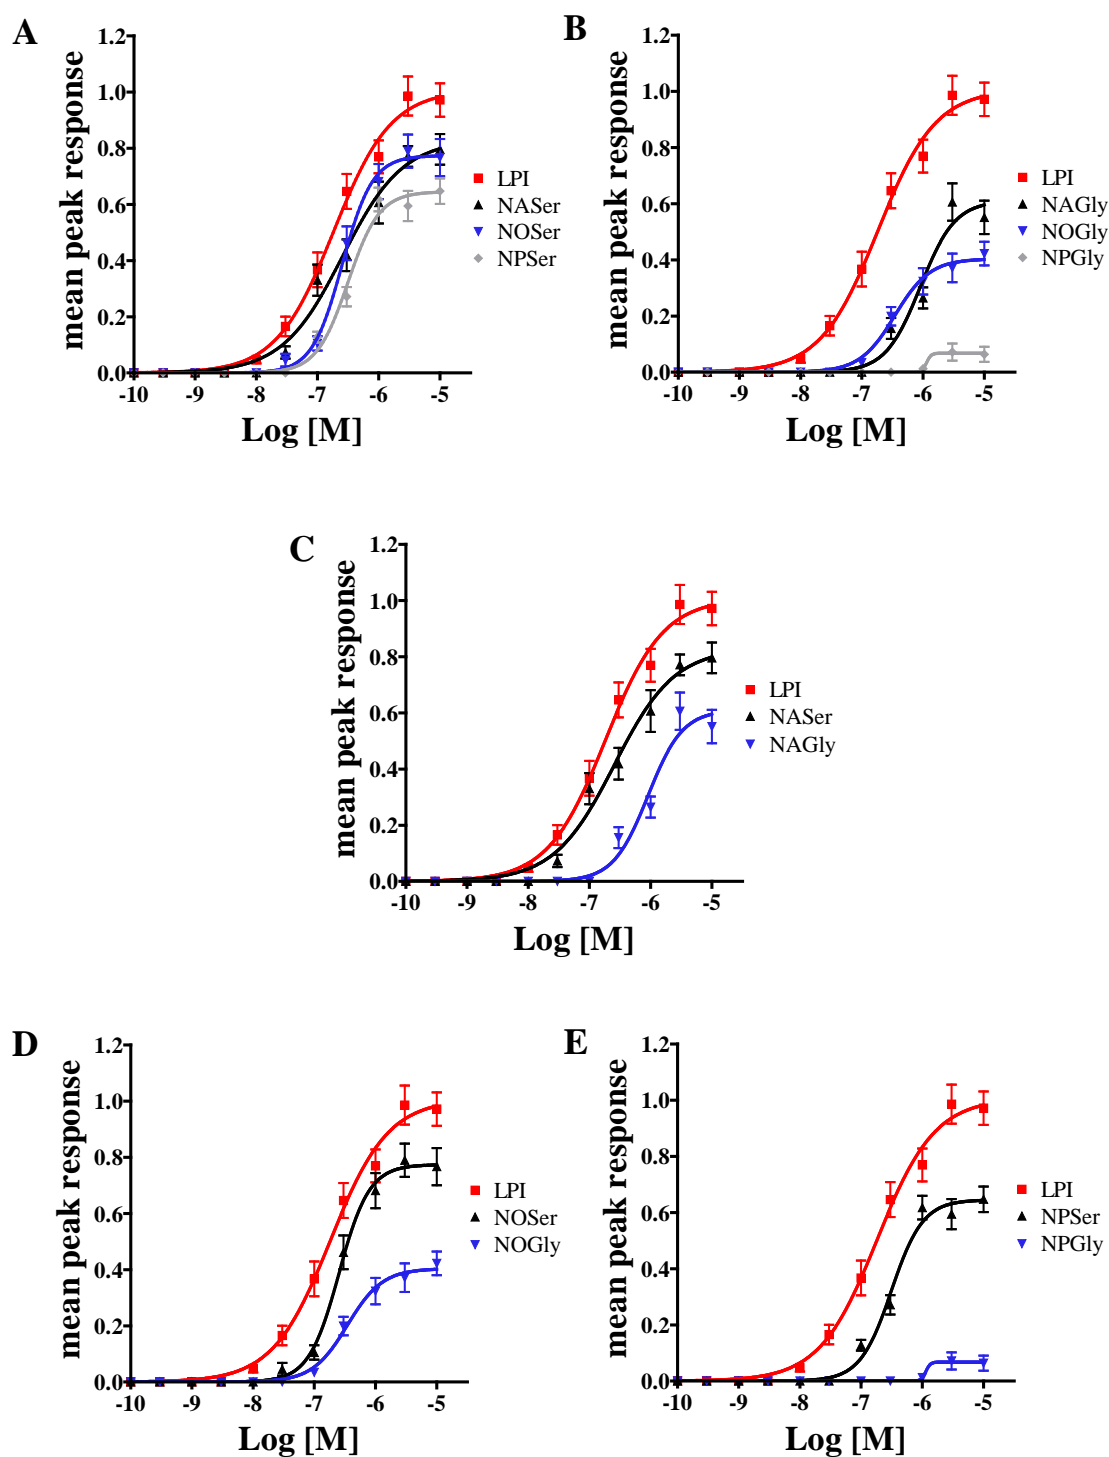 A
mean peak response
1.2
1.0
0.8
0.6
0.4
0.2
0.0
-10 -9 -8 -7 -6 -5
Log [M]
LPI
NASer
NOSer
NPSer
B
mean peak response
1.2
1.0
0.8
0.6
0.4
0.2
0.0
-10 -9 -8 -7 -6 -5
Log [M]
LPI
NAGly
NOGly
NPGly
C
mean peak response
1.2
1.0
0.8
0.6
0.4
0.2
0.0
-10 -9 -8 -7 -6 -5
Log [M]
LPI
NASer
NAGly
D
mean peak response
1.2
1.0
0.8
0.6
0.4
0.2
0.0
-10 -9 -8 -7 -6 -5
Log [M]
LPI
NOSer
NOGly
E
mean peak response
1.2
1.0
0.8
0.6
0.4
0.2
0.0
-10 -9 -8 -7 -6 -5
Log [M]
LPI
NPSer
NPGly